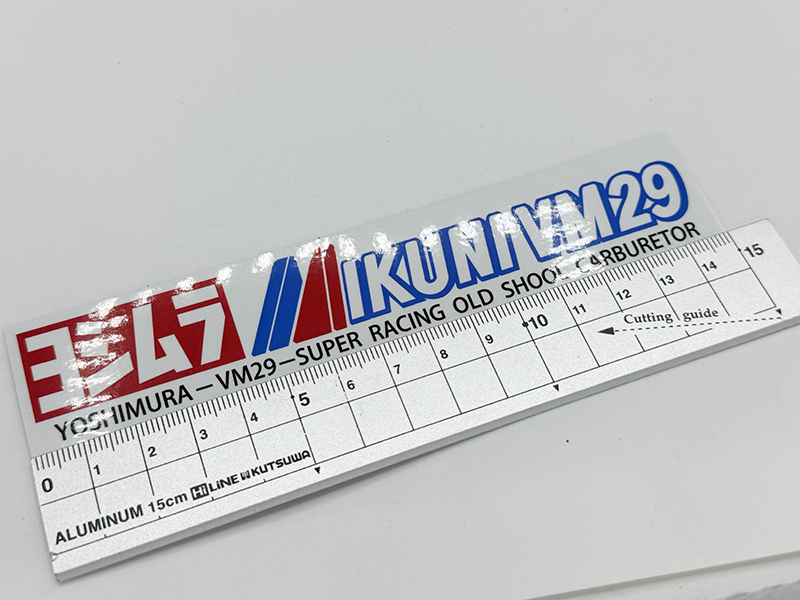 ヨシムラ MIKUNI VM29
YOSHIMURA – VM29 – SUPER RACING OLD SHOOL CARBURETOR
0 1 2 3 4 5 6 7 8 9 10 11 12 13 14 15
Cutting guide
ALUMINUM 15cm Hi LiNE KUTSUWA